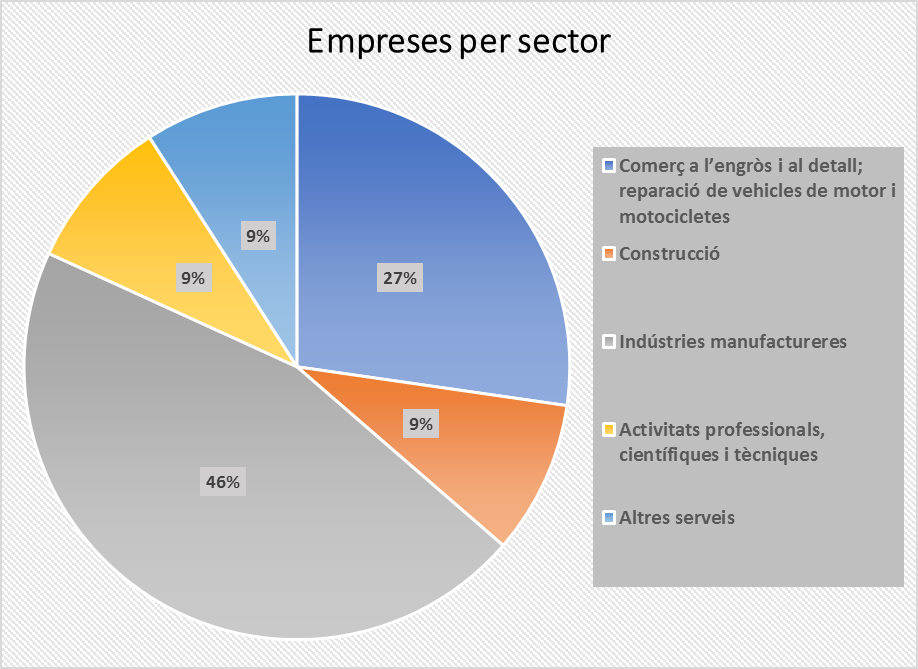 Empreses per sector
9%
27%
9%
9%
46%
Comerç a l’engròs i al detall;
reparació de vehicles de motor i
motocicletes
Construcció
Indústries manufactureres
Activitats professionals,
científiques i tècniques
Altres serveis